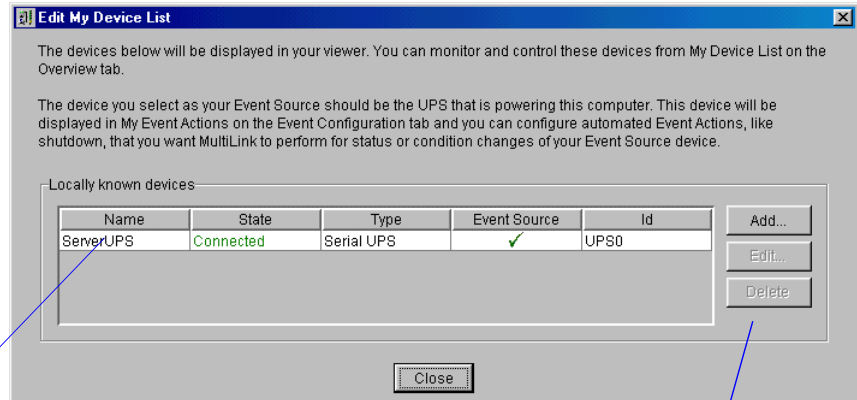 Edit My Device List
The devices below will be displayed in your viewer. You can monitor and control these devices from My Device List on the
Overview tab.
The device you select as your Event Source should be the UPS that is powering this computer. This device will be
displayed in My Event Actions on the Event Configuration tab and you can configure automated Event Actions, like
shutdown, that you want MultiLink to perform for status or condition changes of your Event Source device.
Locally known devices
Name State Type Event Source Id
ServerUPS Connected Serial UPS ✓ UPS0
Add...
Edit...
Delete
Close